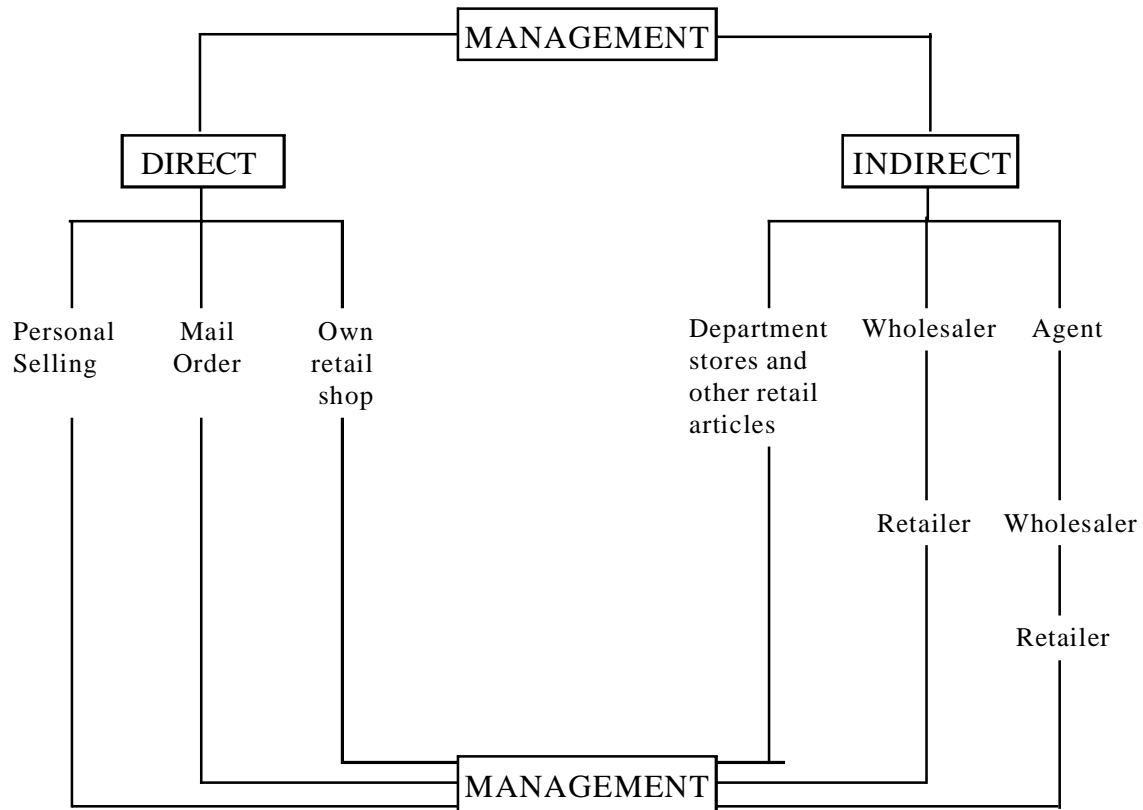 MANAGEMENT
DIRECT
INDIRECT
Personal
Selling
Mail
Order
Own
retail
shop
Department
stores and
other retail
articles
Wholesaler
Agent
Retailer
Wholesaler
Retailer
MANAGEMENT